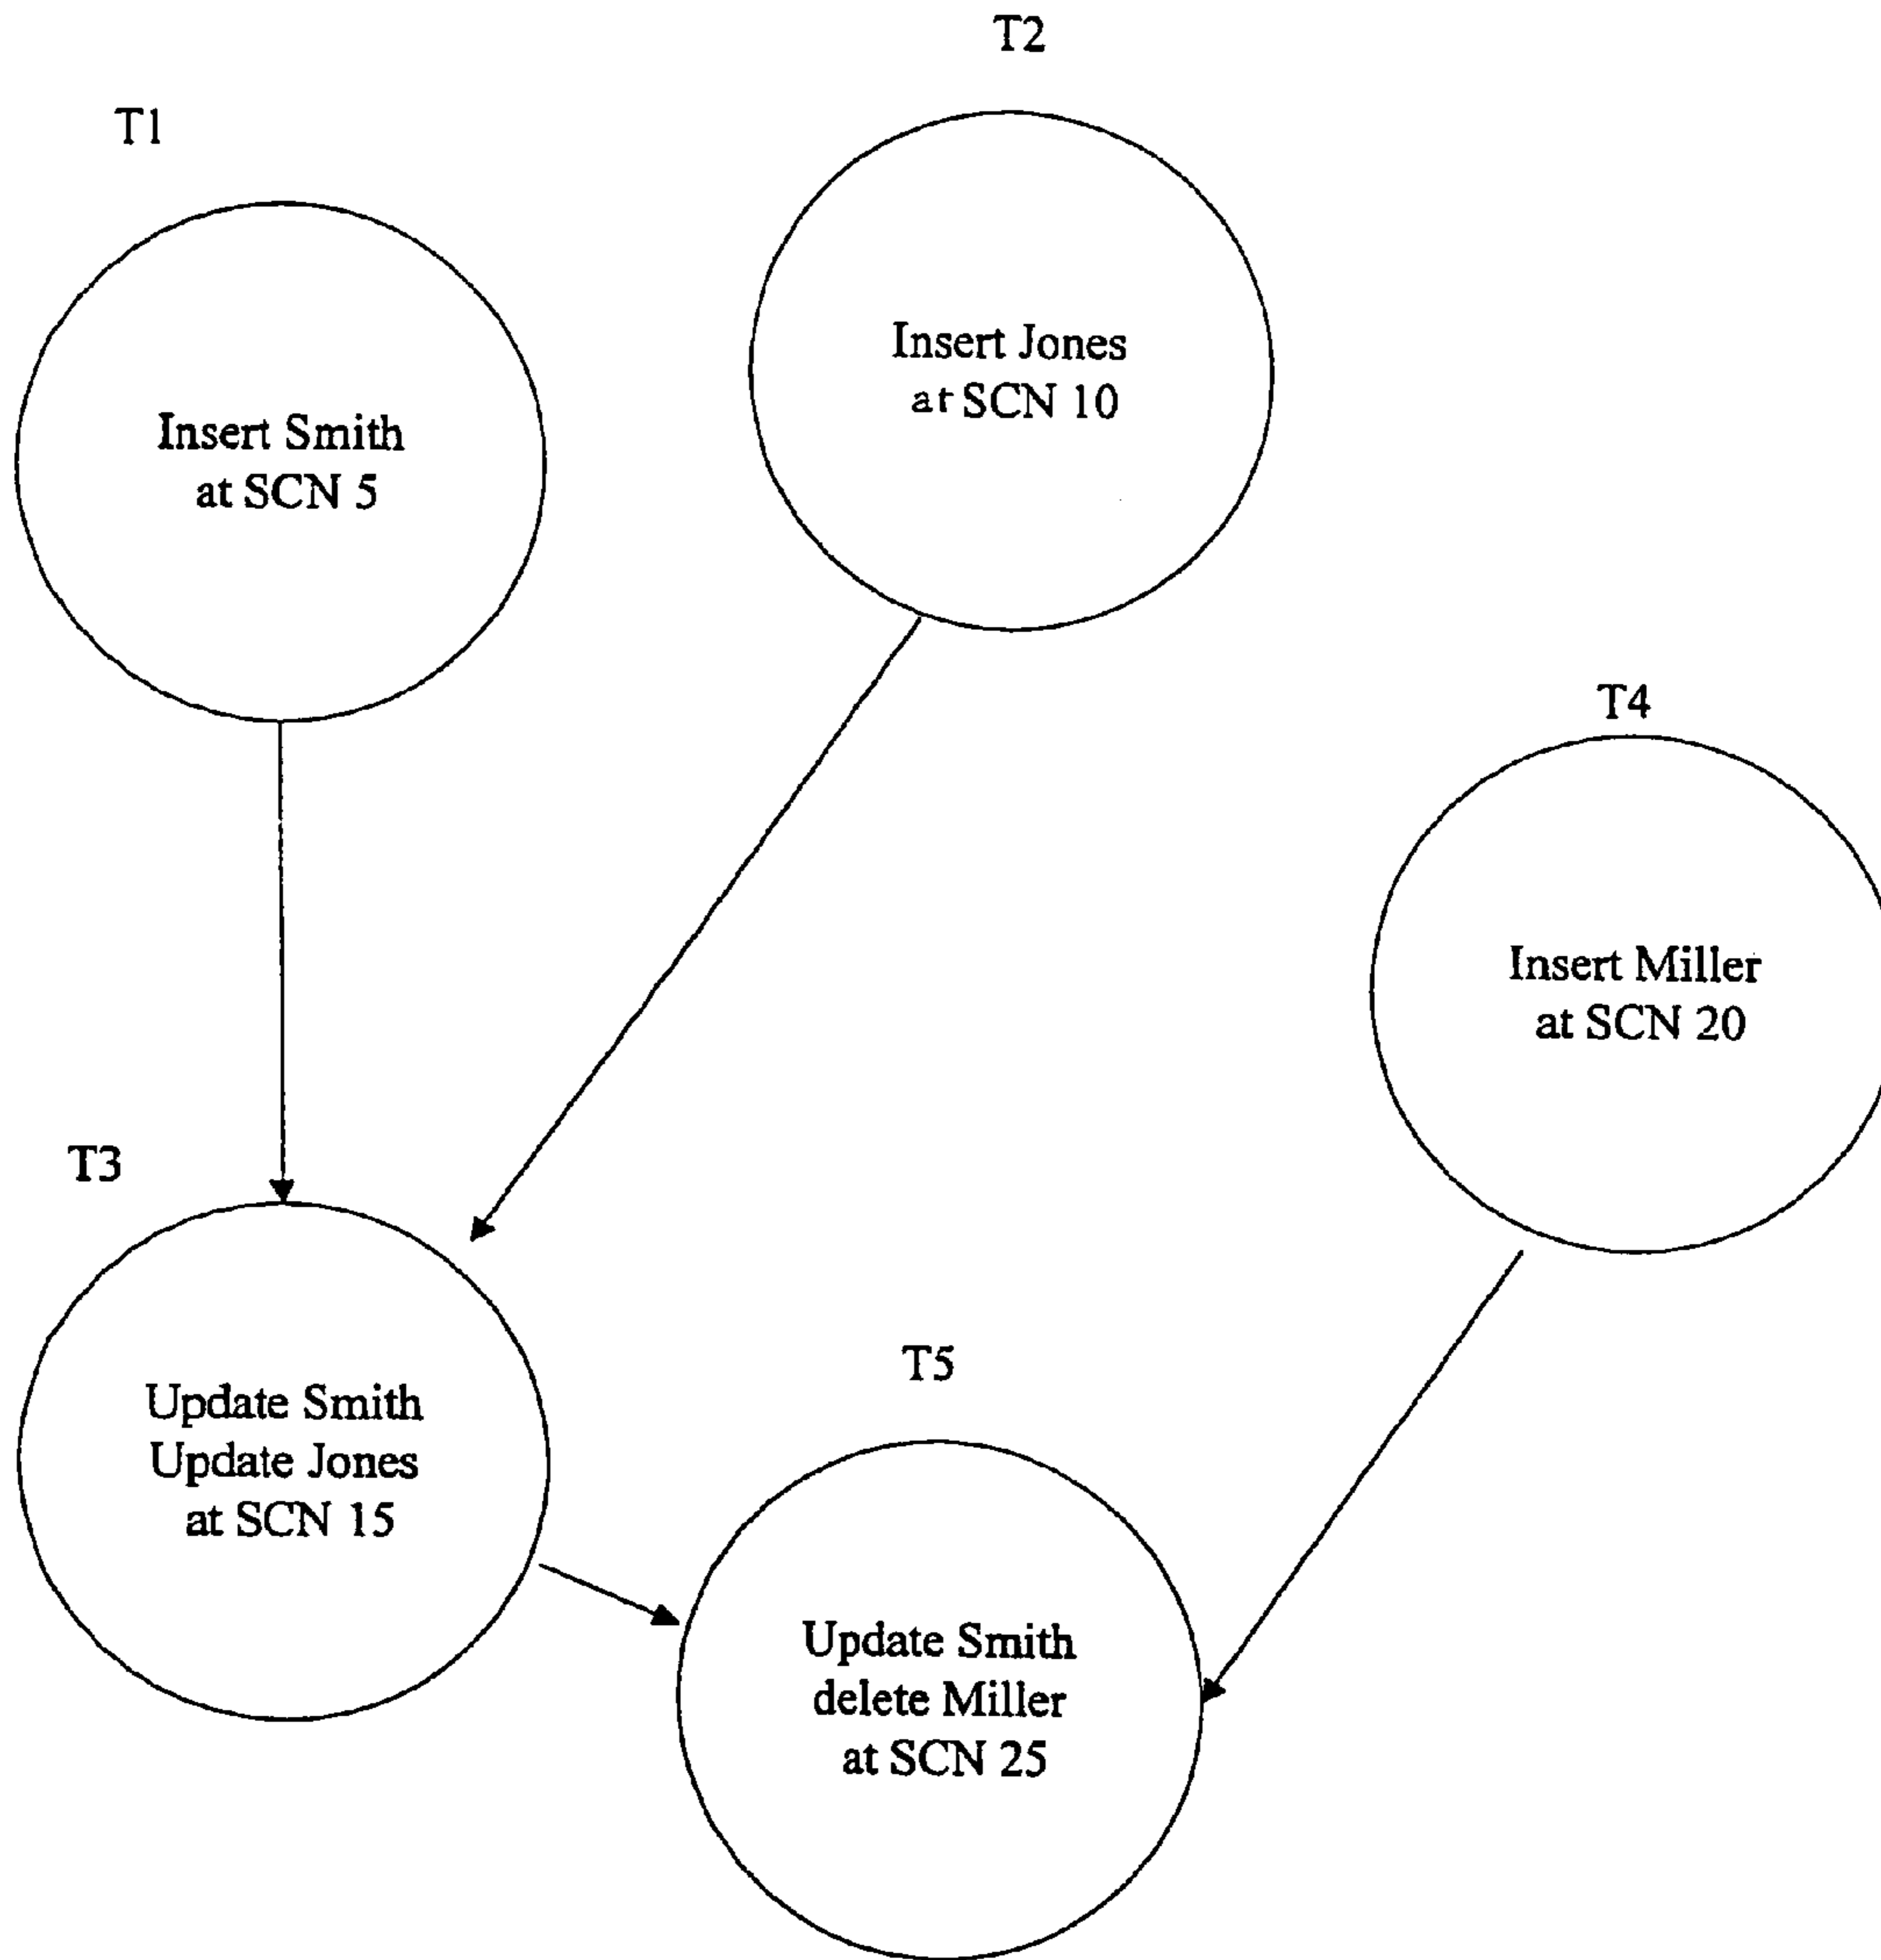 T2
T1
Insert Jones
at SCN 10
Insert Smith
at SCN 5
T4
Insert Miller
at SCN 20
T3
T5
Update Smith
Update Jones
at SCN 15
Update Smith
delete Miller
at SCN 25